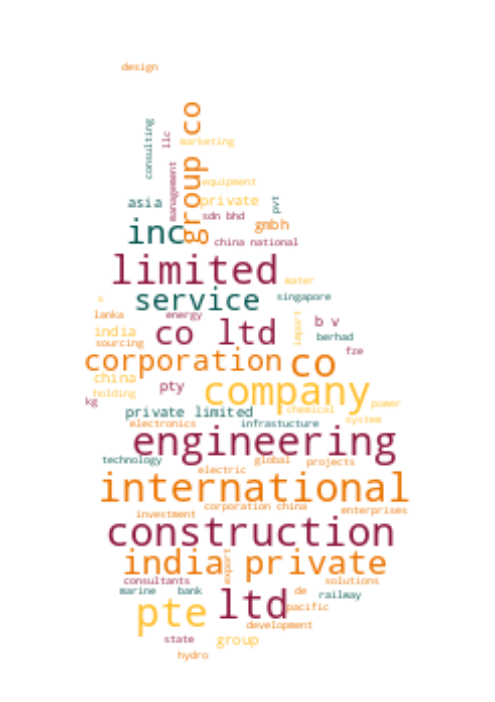 design
group co
consulting
llc
marketing
management
equipment
asia
private
pvt
sdn bhd
inc
gmbh
china national
limited
water
service
singapore
s
lanka
energy
import
b v
india
co ltd
berhad
sourcing
fze
corporation
co
china
pty
company
holding
kg
power
private limited
chemical
electronics
infrastucture
system
engineering
technology
global
projects
electric
international
corporation china
enterprises
investment
construction
india private
export
consultants
solutions
marine
bank
de
railway
pte
ltd
pacific
development
state
group
hydro